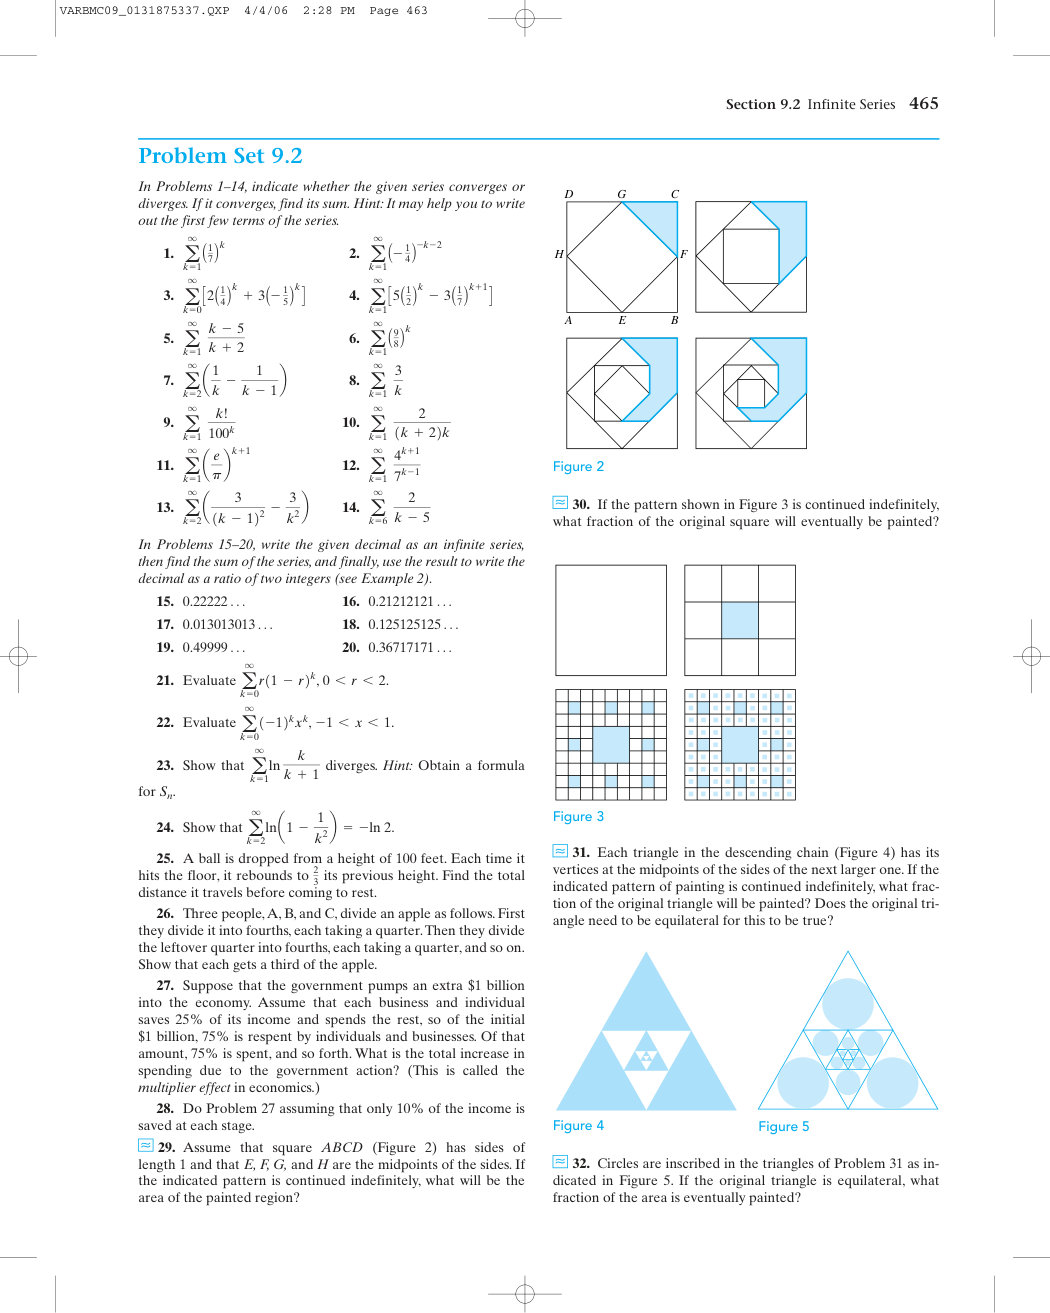 VARBMC09_0131875337.QXP 4/4/06 2:28 PM Page 463
Section 9.2 Infinite Series 465
Problem Set 9.2
In Problems 1–14, indicate whether the given series converges or
diverges. If it converges, find its sum. Hint: It may help you to write
out the first few terms of the series.
1. ∑_{k=1}^{∞} (1/7)^k
2. ∑_{k=1}^{∞} (−1/4)^{−k−2}
3. ∑_{k=0}^{∞} [2(1/4)^k + 3(−1/5)^k]
4. ∑_{k=1}^{∞} [5(1/2)^k − 3(1/7)^{k+1}]
5. ∑_{k=1}^{∞} (k − 5)/(k + 2)
6. ∑_{k=1}^{∞} (9/8)^k
7. ∑_{k=2}^{∞} (1/k − 1/(k − 1))
8. ∑_{k=1}^{∞} 3/k
9. ∑_{k=1}^{∞} k!/100^k
10. ∑_{k=1}^{∞} 2/((k + 2)k)
11. ∑_{k=1}^{∞} (e/π)^{k+1}
12. ∑_{k=1}^{∞} 4^{k+1}/7^{k−1}
13. ∑_{k=2}^{∞} (3/(k − 1)^2 − 3/k^2)
14. ∑_{k=6}^{∞} 2/(k − 5)
In Problems 15–20, write the given decimal as an infinite series,
then find the sum of the series, and finally, use the result to write the
decimal as a ratio of two integers (see Example 2).
15. 0.22222 . . .
16. 0.21212121 . . .
17. 0.013013013 . . .
18. 0.125125125 . . .
19. 0.49999 . . .
20. 0.36717171 . . .
21. Evaluate ∑_{k=0}^{∞} r(1 − r)^k, 0 < r < 2.
22. Evaluate ∑_{k=0}^{∞} (−1)^k x^k, −1 < x < 1.
23. Show that ∑_{k=1}^{∞} ln k/(k + 1) diverges. Hint: Obtain a formula
for S_n.
24. Show that ∑_{k=2}^{∞} ln(1 − 1/k^2) = −ln 2.
25. A ball is dropped from a height of 100 feet. Each time it
hits the floor, it rebounds to 2/3 its previous height. Find the total
distance it travels before coming to rest.
26. Three people, A, B, and C, divide an apple as follows. First
they divide it into fourths, each taking a quarter. Then they divide
the leftover quarter into fourths, each taking a quarter, and so on.
Show that each gets a third of the apple.
27. Suppose that the government pumps an extra $1 billion
into the economy. Assume that each business and individual
saves 25% of its income and spends the rest, so of the initial
$1 billion, 75% is respent by individuals and businesses. Of that
amount, 75% is spent, and so forth. What is the total increase in
spending due to the government action? (This is called the
multiplier effect in economics.)
28. Do Problem 27 assuming that only 10% of the income is
saved at each stage.
≈ 29. Assume that square ABCD (Figure 2) has sides of
length 1 and that E, F, G, and H are the midpoints of the sides. If
the indicated pattern is continued indefinitely, what will be the
area of the painted region?
D G C
H F
A E B
Figure 2
≈ 30. If the pattern shown in Figure 3 is continued indefinitely,
what fraction of the original square will eventually be painted?
Figure 3
≈ 31. Each triangle in the descending chain (Figure 4) has its
vertices at the midpoints of the sides of the next larger one. If the
indicated pattern of painting is continued indefinitely, what frac-
tion of the original triangle will be painted? Does the original tri-
angle need to be equilateral for this to be true?
Figure 4
Figure 5
≈ 32. Circles are inscribed in the triangles of Problem 31 as in-
dicated in Figure 5. If the original triangle is equilateral, what
fraction of the area is eventually painted?